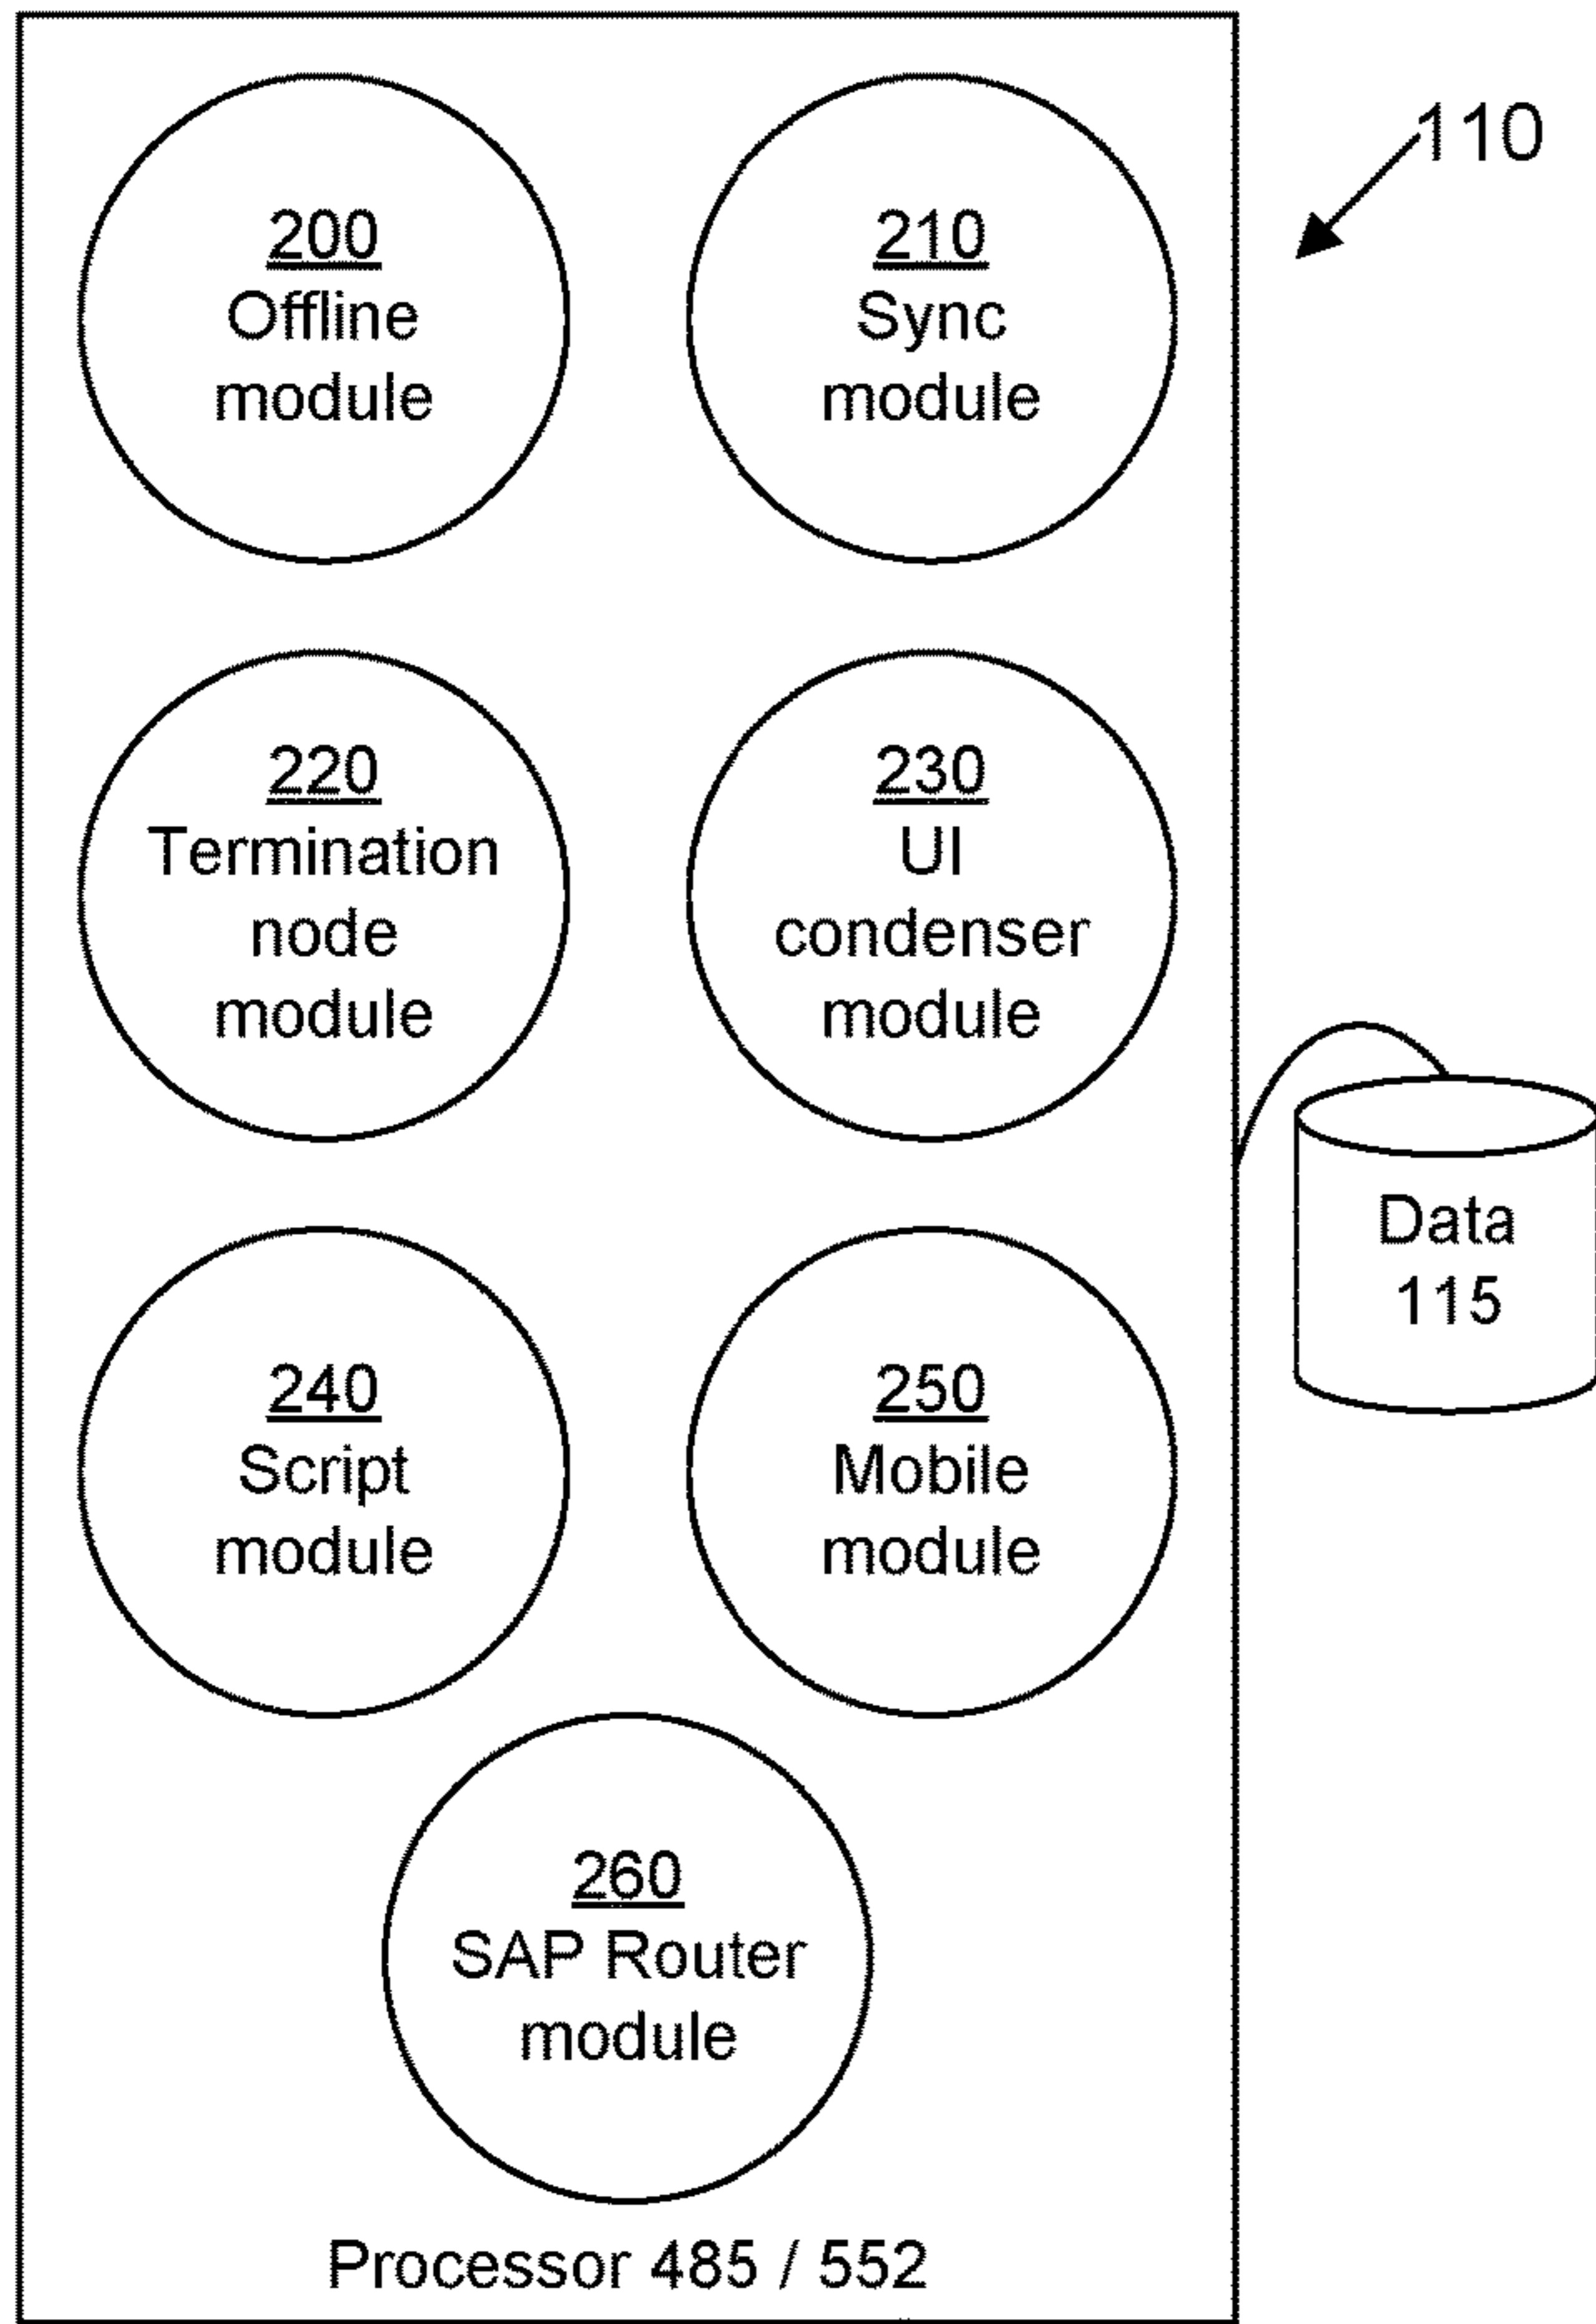 110
200
Offline
module
210
Sync
module
220
Termination
node
module
230
UI
condenser
module
Data
115
240
Script
module
250
Mobile
module
260
SAP Router
module
Processor 485 / 552